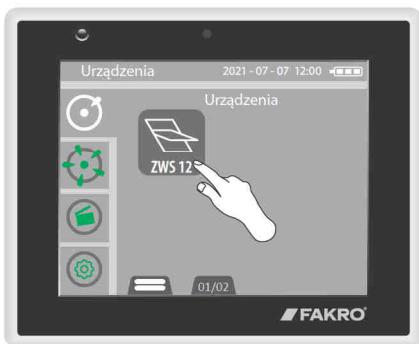 Urządzenia 2021 - 07 - 07 12:00
Urządzenia
ZWS 12
01/02
FAKRO